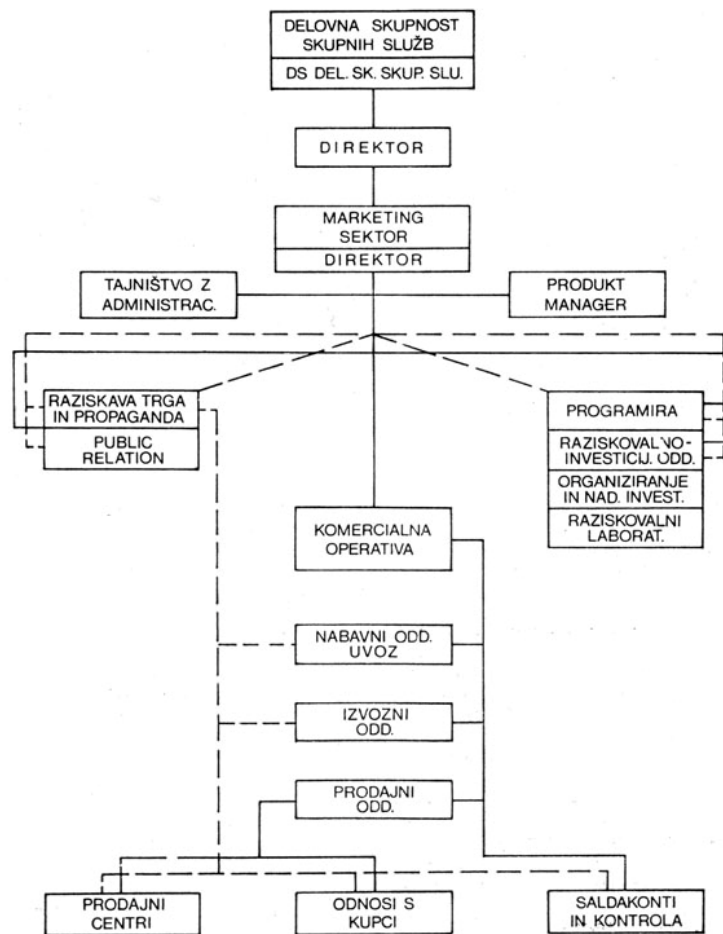 DELOVNA SKUPNOST
SKUPNIH SLUŽB
DS DEL. SK. SKUP. SLU.
DIREKTOR
MARKETING
SEKTOR
DIREKTOR
TAJNIŠTVO Z
ADMINISTRAC.
PRODUKT
MANAGER
RAZISKAVA TRGA
IN PROPAGANDA
PUBLIC
RELATION
PROGRAMIRA
RAZISKOVALNO-
INVESTICIJ. ODD.
ORGANIZIRANJE
IN NAD. INVEST.
RAZISKOVALNI
LABORAT.
KOMERCIALNA
OPERATIVA
NABAVNI ODD.
UVOZ
IZVOZNI
ODD.
PRODAJNI
ODD.
PRODAJNI
CENTRI
ODNOSI S
KUPCI
SALDAKONTI
IN KONTROLA